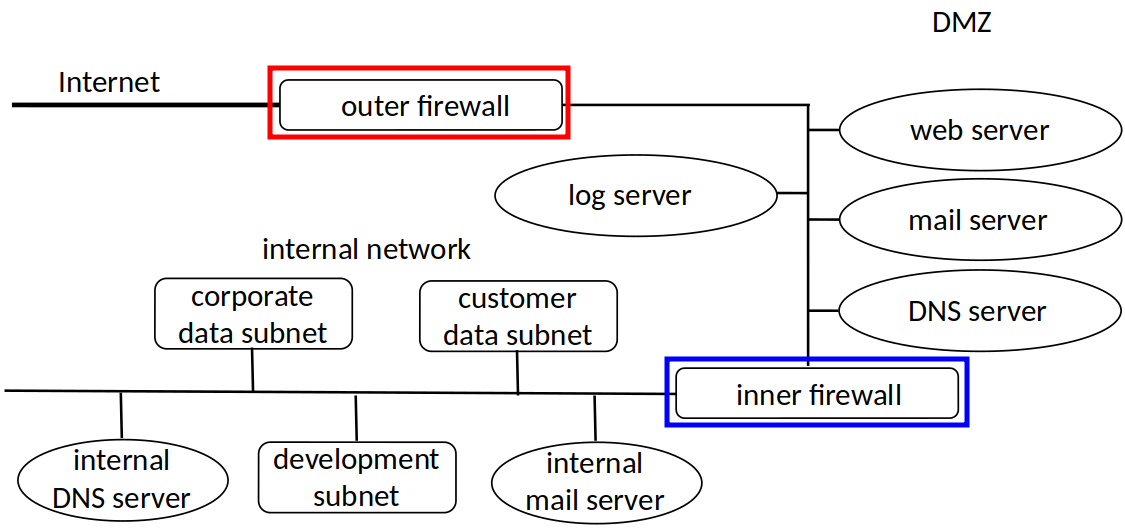 DMZ
Internet
outer firewall
web server
log server
mail server
internal network
corporate
data subnet
customer
data subnet
DNS server
inner firewall
internal
DNS server
development
subnet
internal
mail server